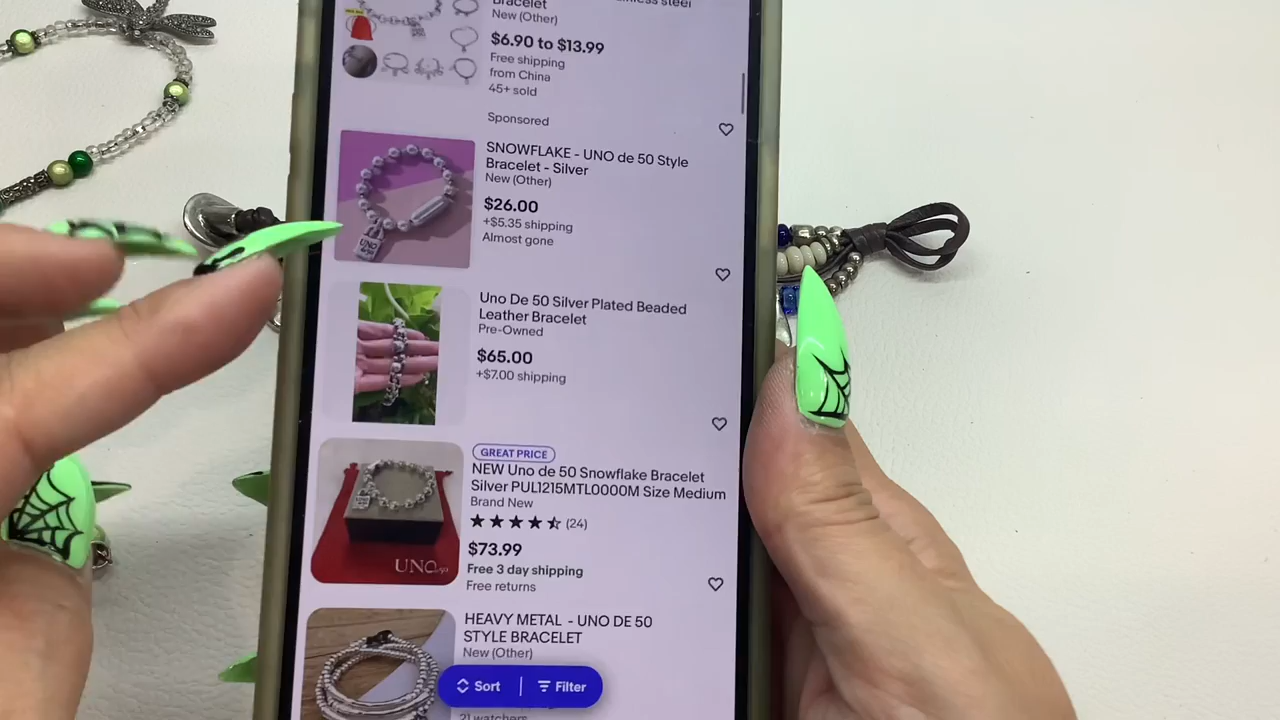 Bracelet
New (Other)
$6.90 to $13.99
Free shipping
from China
45+ sold
Sponsored
SNOWFLAKE - UNO de 50 Style
Bracelet - Silver
New (Other)
$26.00
+$5.35 shipping
Almost gone
UNO
Uno De 50 Silver Plated Beaded
Leather Bracelet
Pre-Owned
$65.00
+$7.00 shipping
GREAT PRICE
NEW Uno de 50 Snowflake Bracelet
Silver PUL1215MTL0000M Size Medium
Brand New
(24)
$73.99
Free 3 day shipping
Free returns
UNO
HEAVY METAL - UNO DE 50
STYLE BRACELET
New (Other)
Sort
Filter
21 watchers